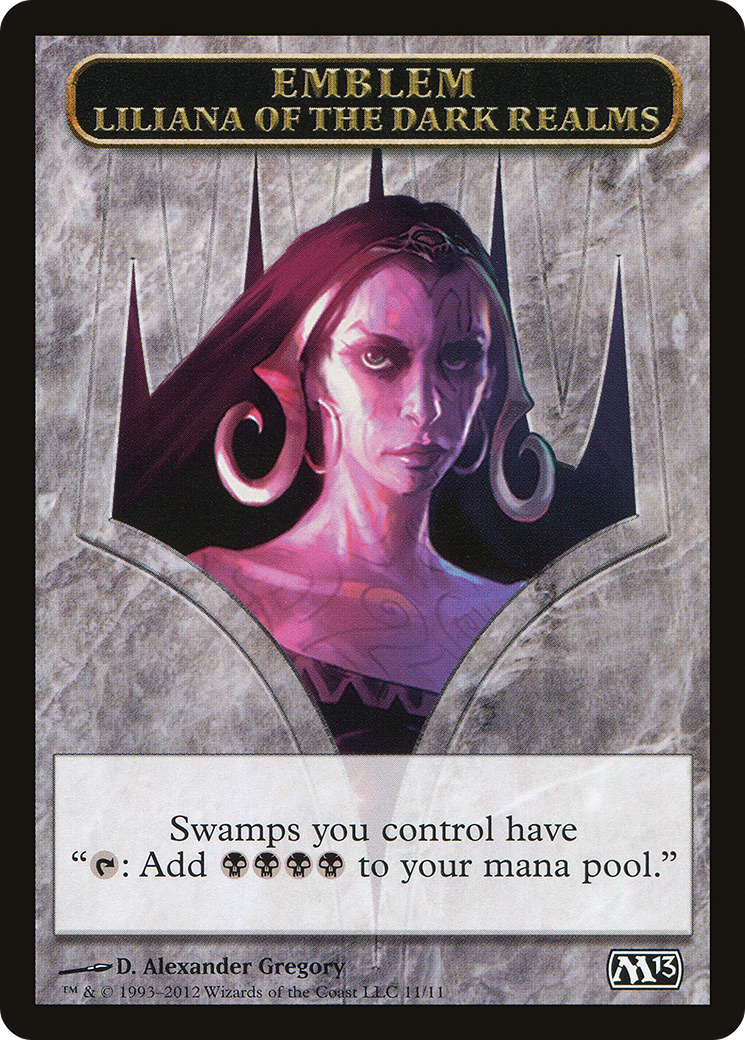 EMBLEM
LILIANA OF THE DARK REALMS
Swamps you control have
“: Add to your mana pool.”
D. Alexander Gregory
M13
™ & © 1993–2012 Wizards of the Coast LLC 11/11